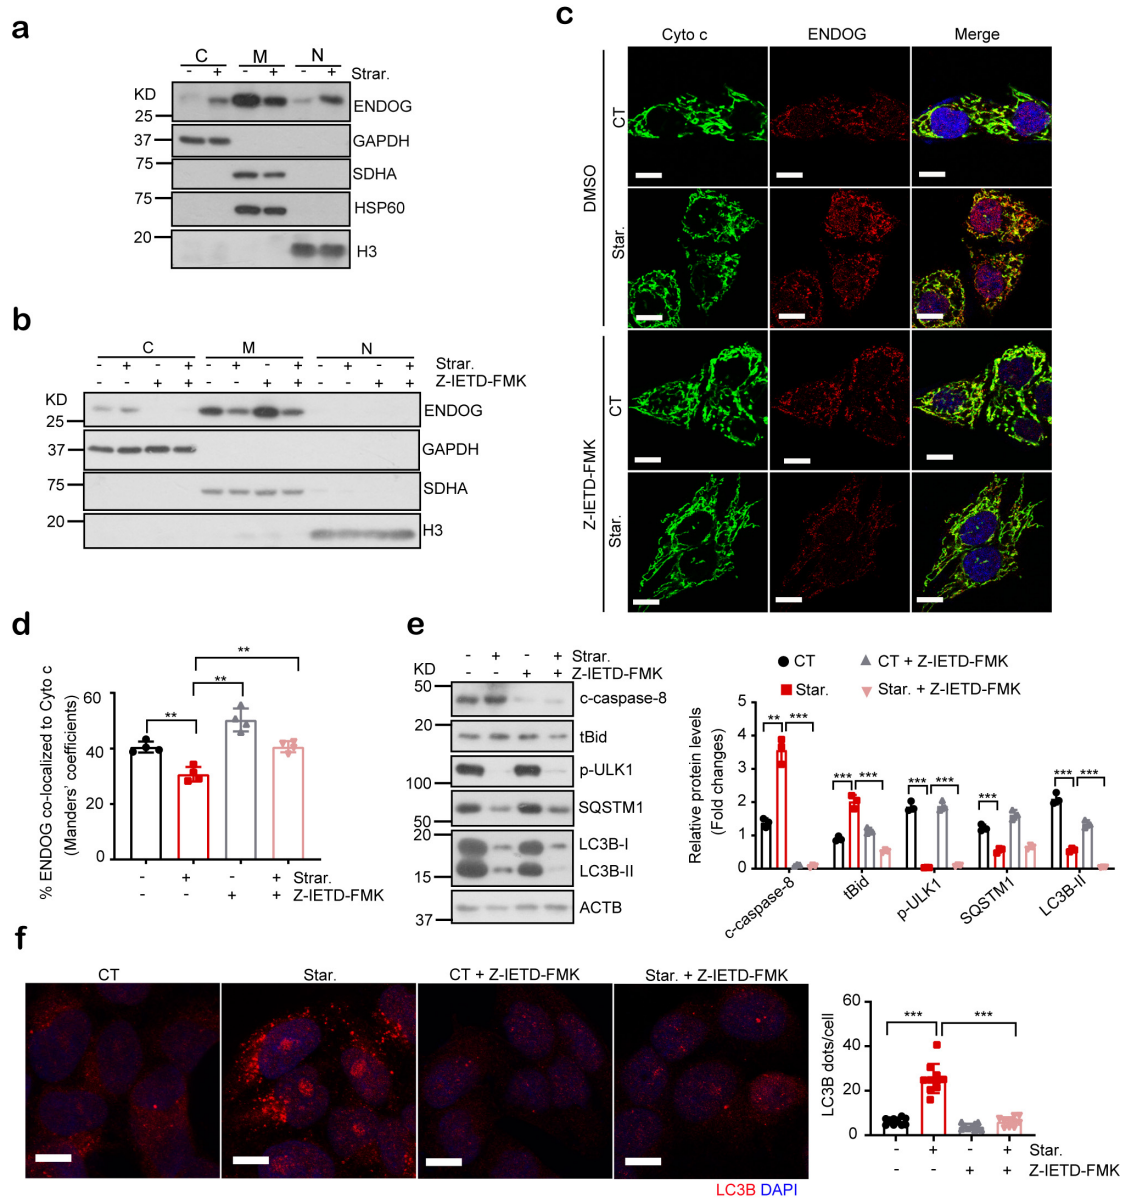 a
C M N
- + - + - + Strar.
KD
25
ENDOG
37
GAPDH
75
SDHA
75
HSP60
20
H3
b
C M N
- + - + - + - + - + - + Strar.
- - + + - - + + - - + + Z-IETD-FMK
KD
25
ENDOG
37
GAPDH
75
SDHA
20
H3
c
Cyto c ENDOG Merge
DMSO
CT
Star.
Z-IETD-FMK
CT
Star.
d
% ENDOG co-localized to Cyto c
(Manders' coefficients)
60
40
20
0
** ** **
- + - + Strar.
- - + + Z-IETD-FMK
e
- + - + Strar.
- - + + Z-IETD-FMK
KD
50
c-caspase-8
20
tBid
p-ULK1
100
SQSTM1
50
20
LC3B-I
LC3B-II
15
ACTB
37
CT CT + Z-IETD-FMK
Star. Star. + Z-IETD-FMK
Relative protein levels
(Fold changes)
5
4
3
2
1
0
** *** *** *** *** *** *** *** ***
c-caspase-8 tBid p-ULK1 SQSTM1 LC3B-II
f
CT Star. CT + Z-IETD-FMK Star. + Z-IETD-FMK
LC3B DAPI
LC3B dots/cell
60
40
20
0
*** ***
- + - + Star.
- - + + Z-IETD-FMK